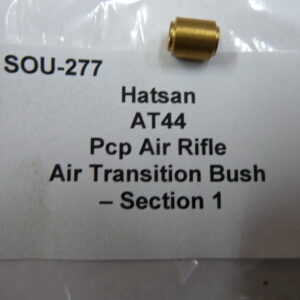 SOU-277
Hatsan
AT44
Pcp Air Rifle
Air Transition Bush
– Section 1